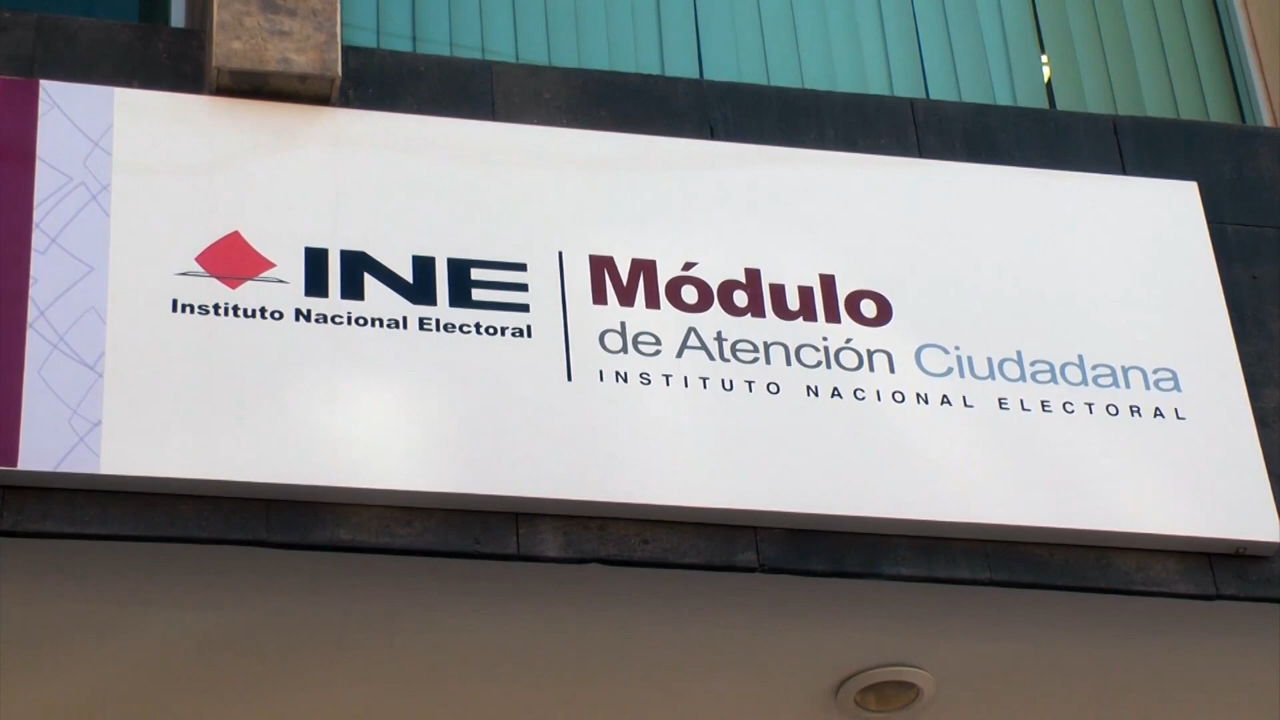 INE
Instituto Nacional Electoral
Módulo
de Atención Ciudadana
INSTITUTO NACIONAL ELECTORAL